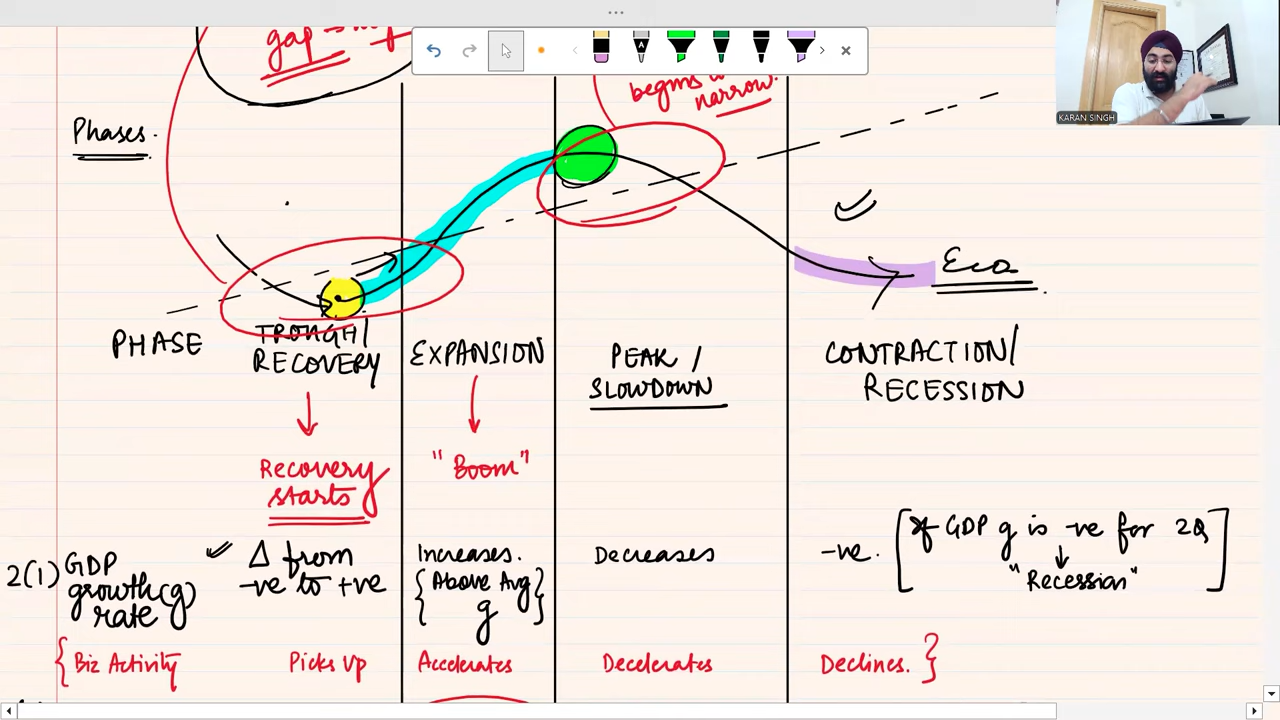 gap
begins
narrow.
KARAN SINGH
Phases.
Eco
PHASE
TROUGH/
RECOVERY
EXPANSION
PEAK /
SLOWDOWN
CONTRACTION/
RECESSION
Recovery
starts
"Boom"
2(1) GDP
growth(g)
rate
Δ from
-ve to +ve
Increases.
{Above Avg
g}
Decreases
-ve. [If GDP g is -ve for 2Q
↓
"Recession"]
{Biz Activity
Picks Up
Accelerates
Decelerates
Declines.}